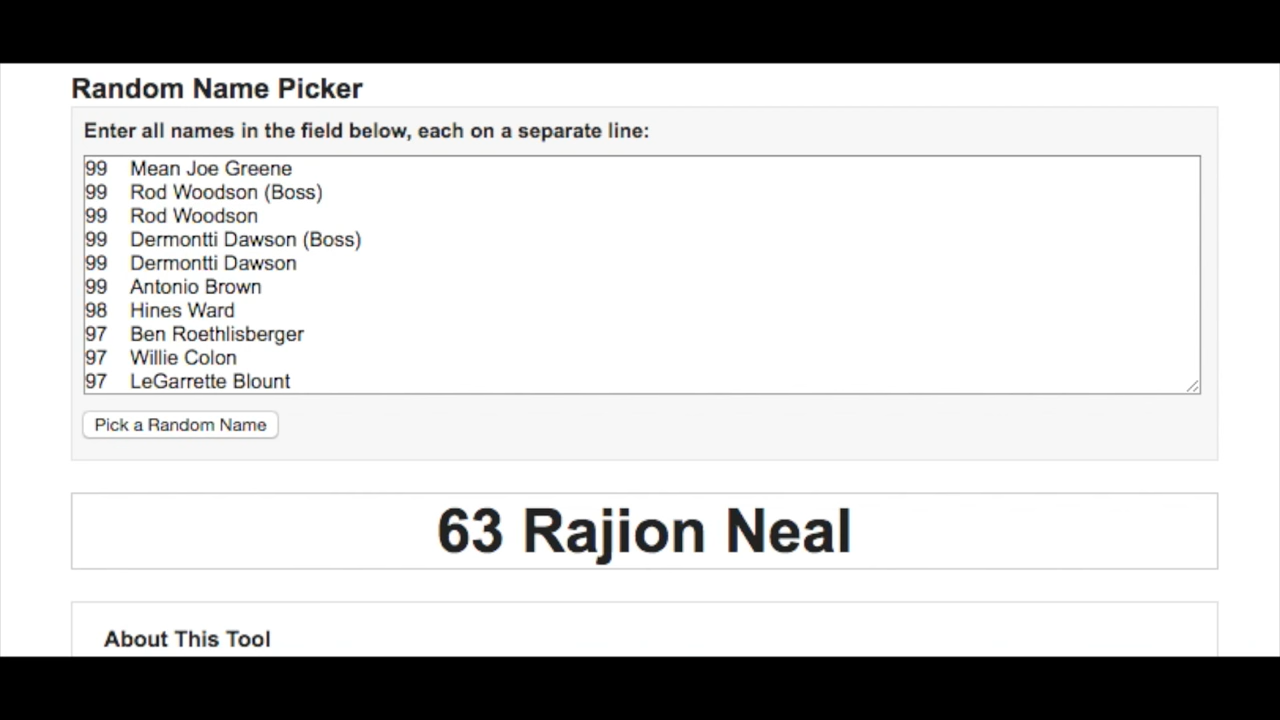 Random Name Picker
Enter all names in the field below, each on a separate line:
99 Mean Joe Greene
99 Rod Woodson (Boss)
99 Rod Woodson
99 Dermontti Dawson (Boss)
99 Dermontti Dawson
99 Antonio Brown
98 Hines Ward
97 Ben Roethlisberger
97 Willie Colon
97 LeGarrette Blount
Pick a Random Name
63 Rajion Neal
About This Tool